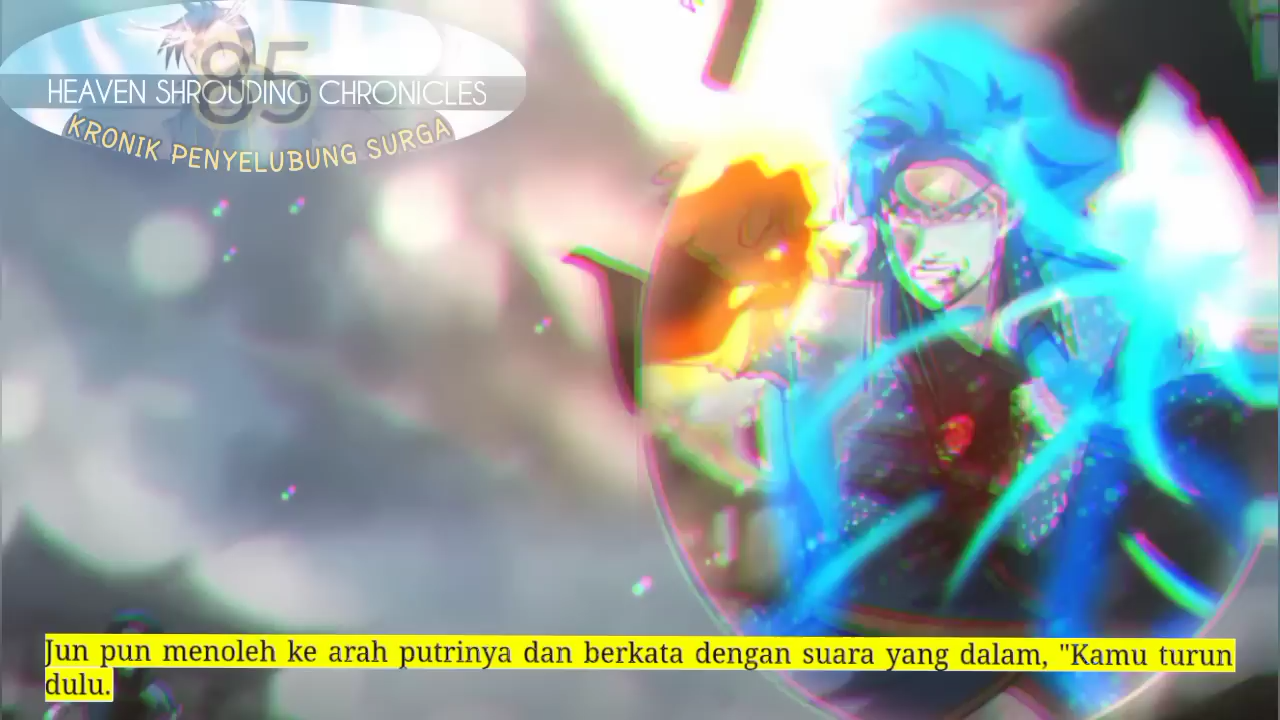 85
HEAVEN SHROUDING CHRONICLES
KRONIK PENYELUBUNG SURGA
Jun pun menoleh ke arah putrinya dan berkata dengan suara yang dalam, "Kamu turun
dulu.